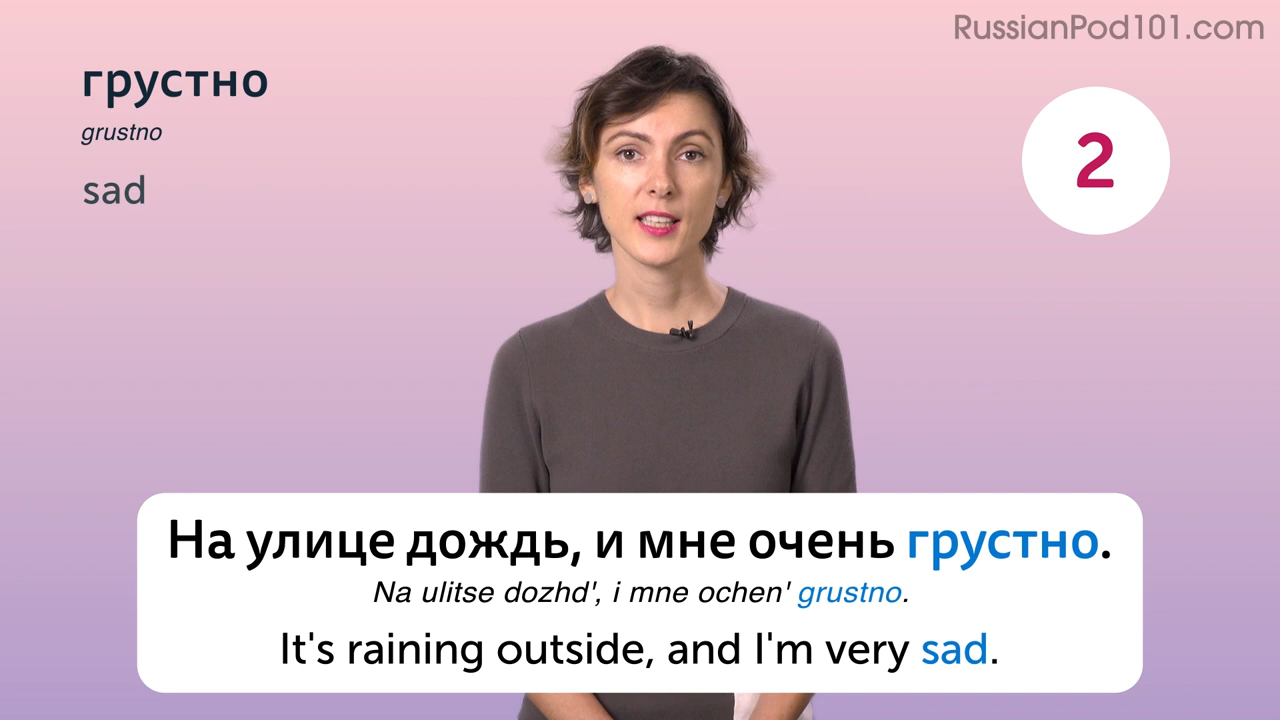 RussianPod101.com
грустно
grustno
sad
2
На улице дождь, и мне очень грустно.
Na ulitse dozhd', i mne ochen' grustno.
It's raining outside, and I'm very sad.